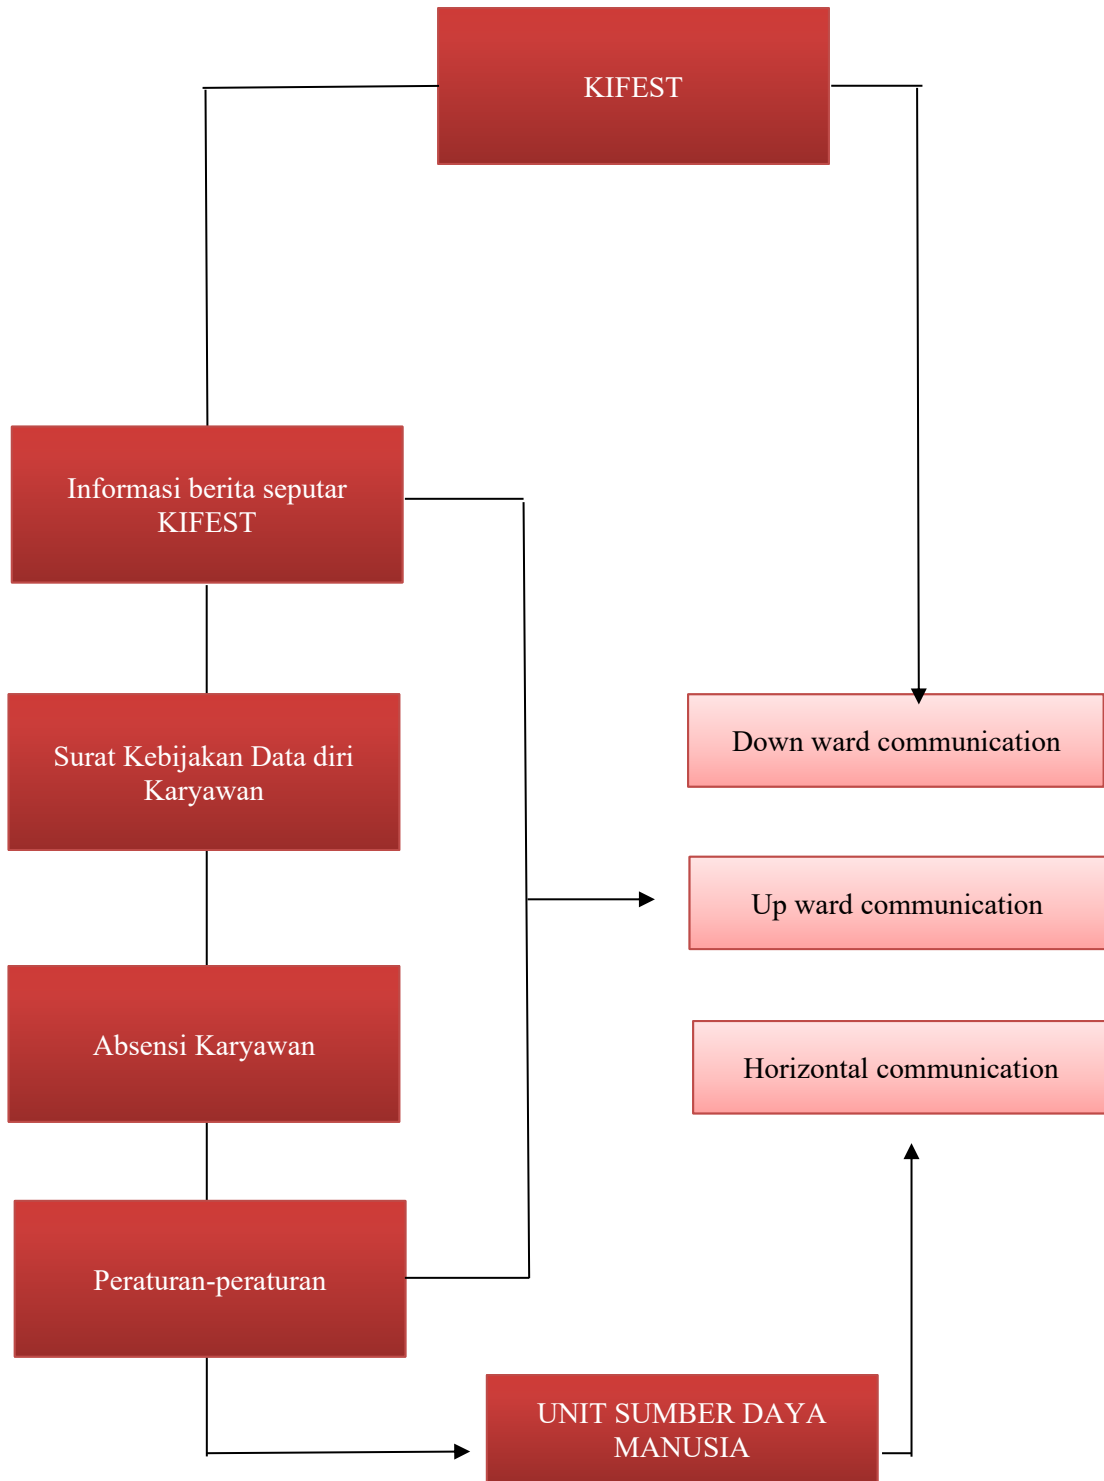 KIFEST
Informasi berita seputar
KIFEST
Surat Kebijakan Data diri
Karyawan
Down ward communication
Up ward communication
Absensi Karyawan
Horizontal communication
Peraturan-peraturan
UNIT SUMBER DAYA
MANUSIA